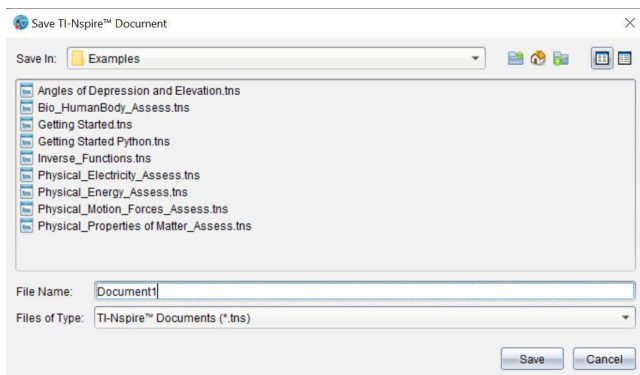 Save TI-Nspire™ Document
Save In: Examples
Angles of Depression and Elevation.tns
Bio_HumanBody_Assess.tns
Getting Started.tns
Getting Started Python.tns
Inverse_Functions.tns
Physical_Electricity_Assess.tns
Physical_Energy_Assess.tns
Physical_Motion_Forces_Assess.tns
Physical_Properties of Matter_Assess.tns
File Name: Document1
Files of Type: TI-Nspire™ Documents (*.tns)
Save Cancel